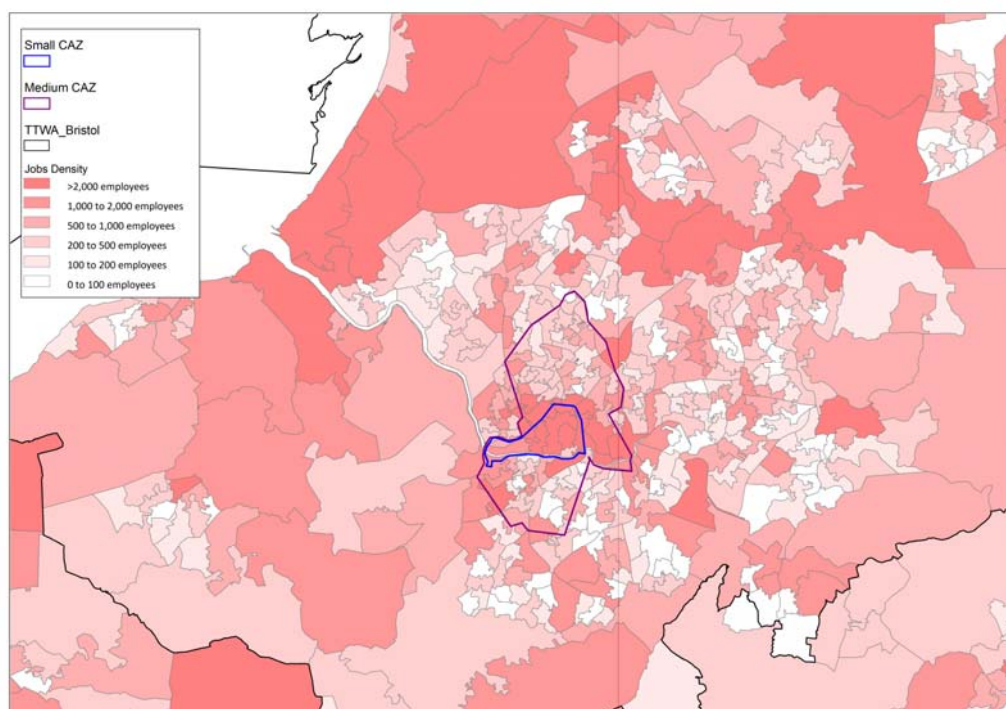 Small CAZ
Medium CAZ
TTWA_Bristol
Jobs Density
>2,000 employees
1,000 to 2,000 employees
500 to 1,000 employees
200 to 500 employees
100 to 200 employees
0 to 100 employees